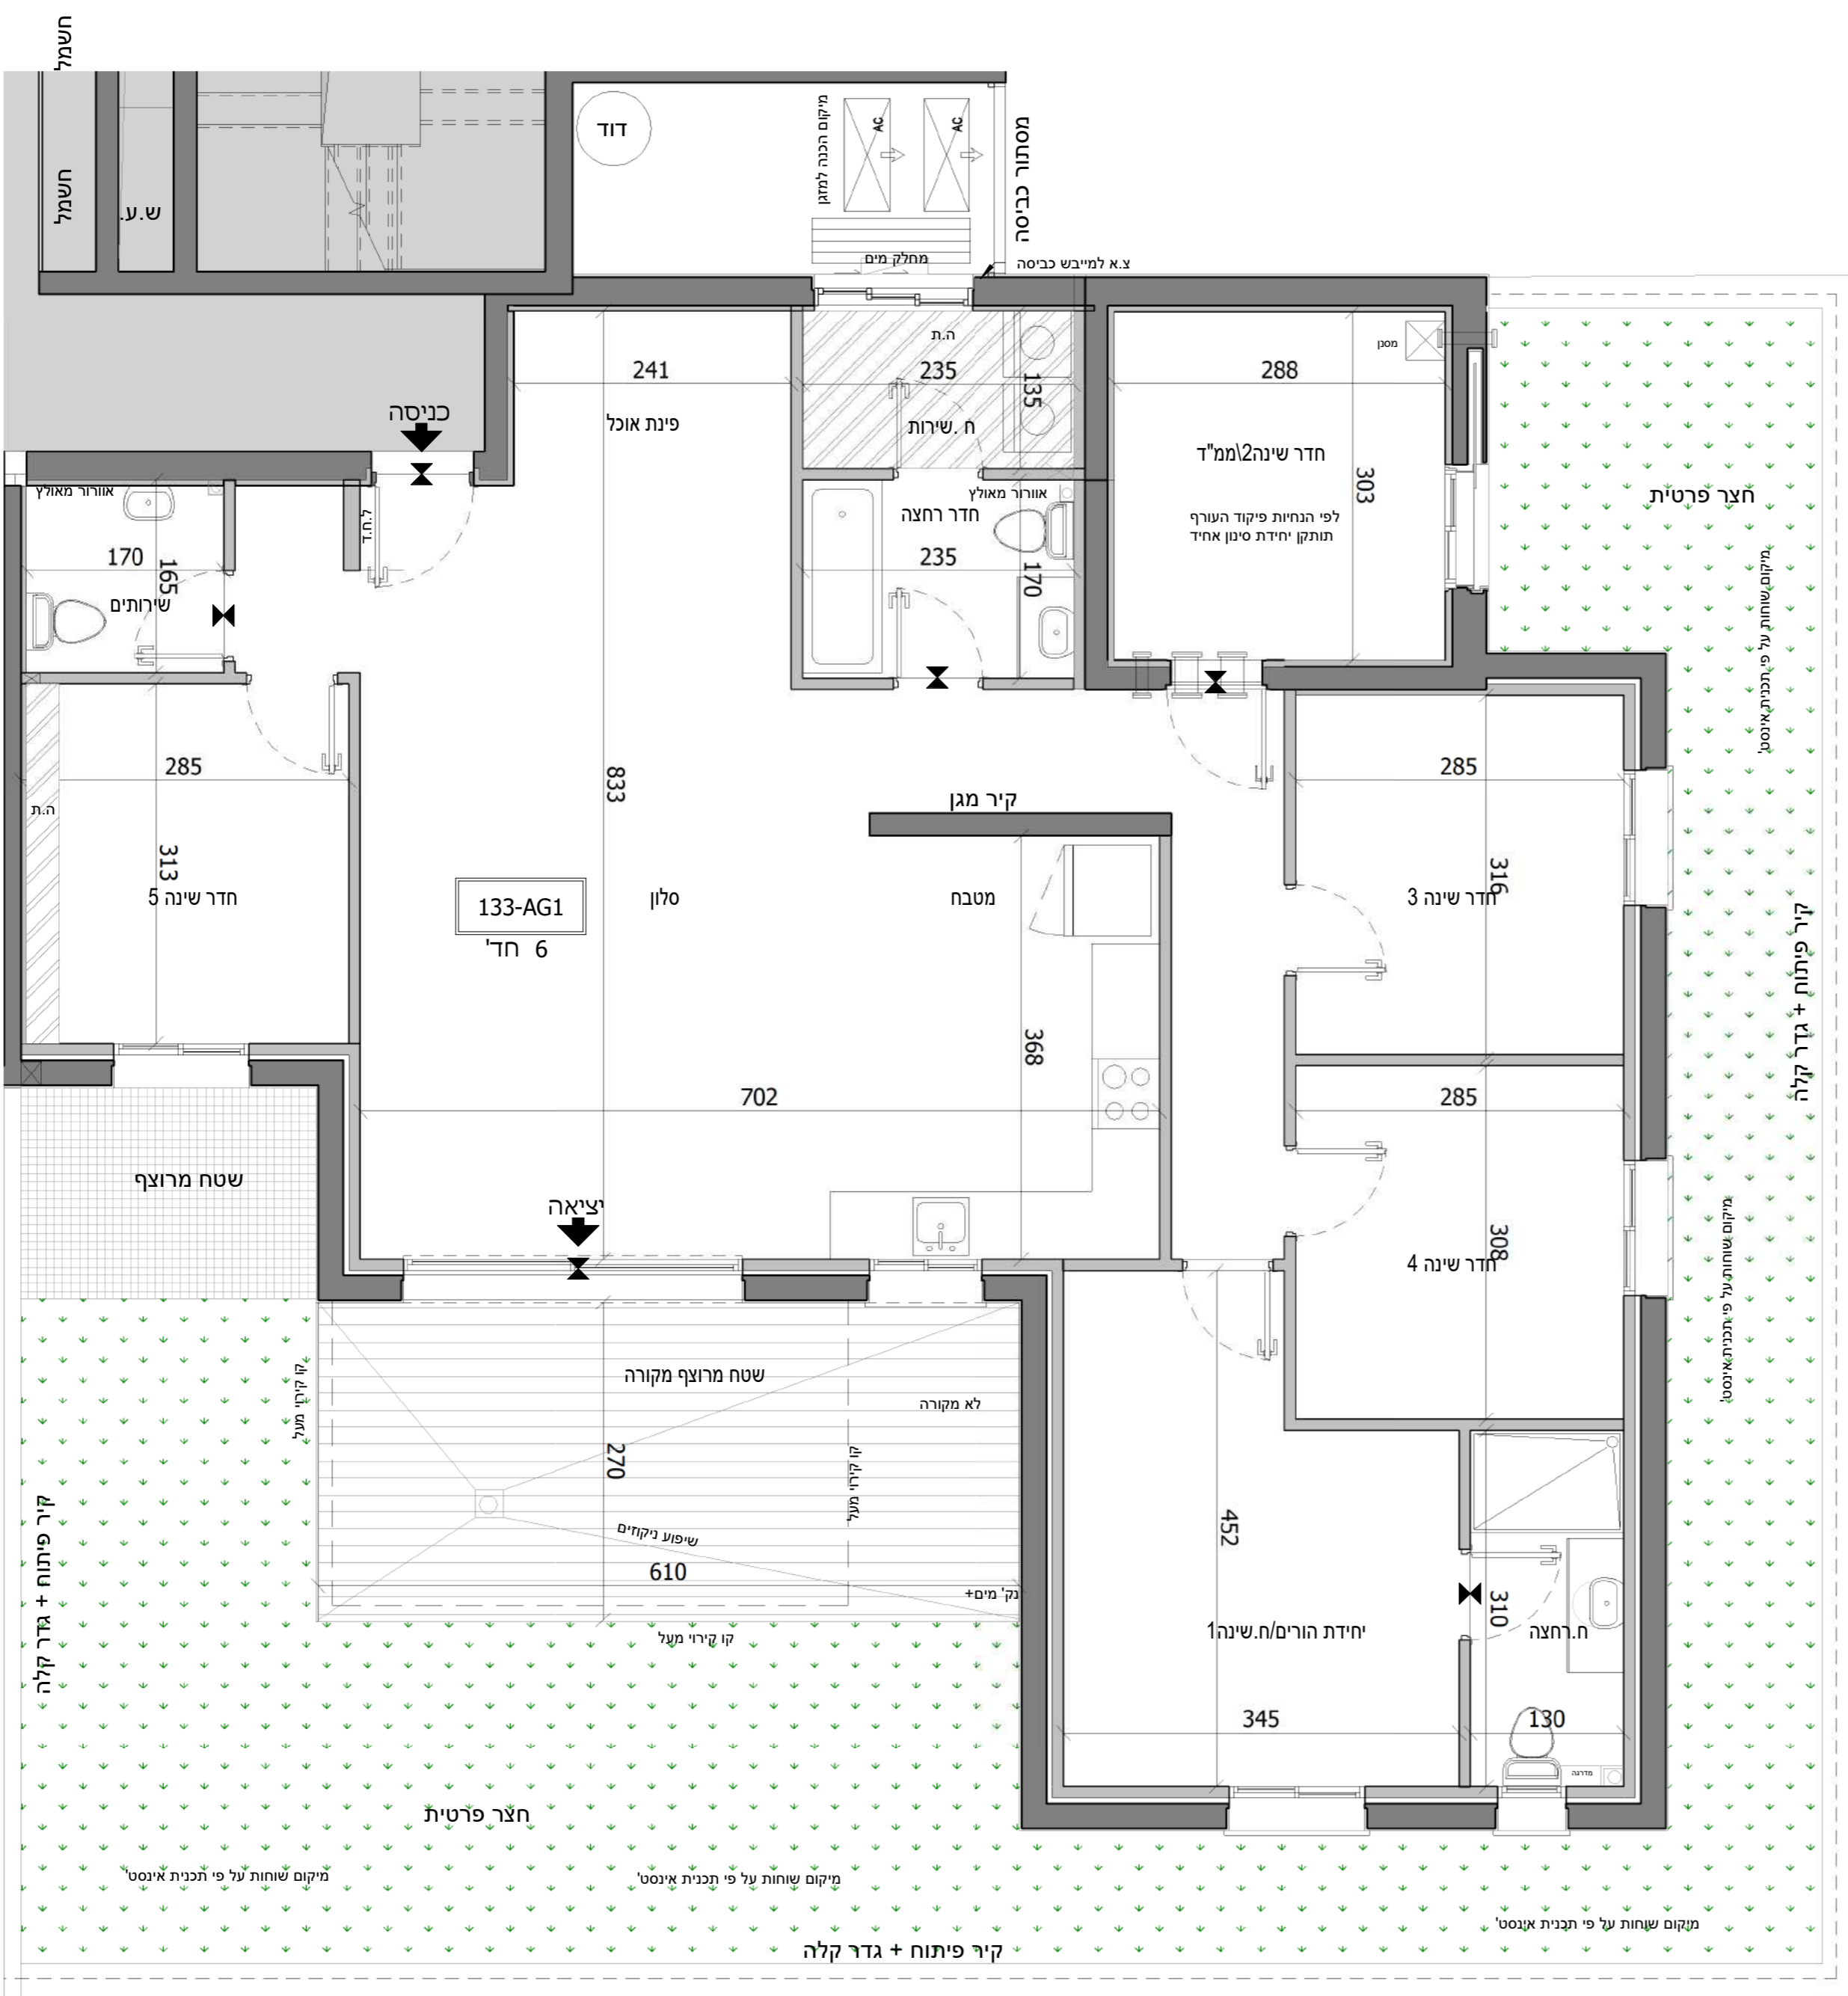 חשמל
חשמל
ש.ע.
דוד
מיקום הכנה למזגן
AC
AC
מסתור כביסה
מחלק מים
צ.א למייבש כביסה
כניסה
241
פינת אוכל
ה.ת
235
135
ח .שירות
288
מסנן
חדר שינה2\ממ"ד
303
לפי הנחיות פיקוד העורף
תותקן יחידת סינון אחיד
חצר פרטית
מיקום שוחות על פי תכנית אינסט'
אוורור מאולץ
ל.ח.ד
170
165
שירותים
אוורור מאולץ
חדר רחצה
235
170
285
ה.ת
313
חדר שינה 5
833
133-AG1
6 חד'
סלון
קיר מגן
מטבח
368
702
285
316
חדר שינה 3
קיר פיתוח + גדר קלה
285
308
חדר שינה 4
מיקום שוחות על פי תכנית אינסט'
שטח מרוצף
יציאה
שטח מרוצף מקורה
לא מקורה
קו קירוי מעל
קו קירוי מעל
270
שיפוע ניקוזים
610
נק' מים+
קו קירוי מעל
קיר פיתוח + גדר קלה
452
310
יחידת הורים/ח.שינה1
ח.רחצה
345
130
מדרגה
חצר פרטית
מיקום שוחות על פי תכנית אינסט'
מיקום שוחות על פי תכנית אינסט'
מיקום שוחות על פי תכנית אינסט'
קיר פיתוח + גדר קלה